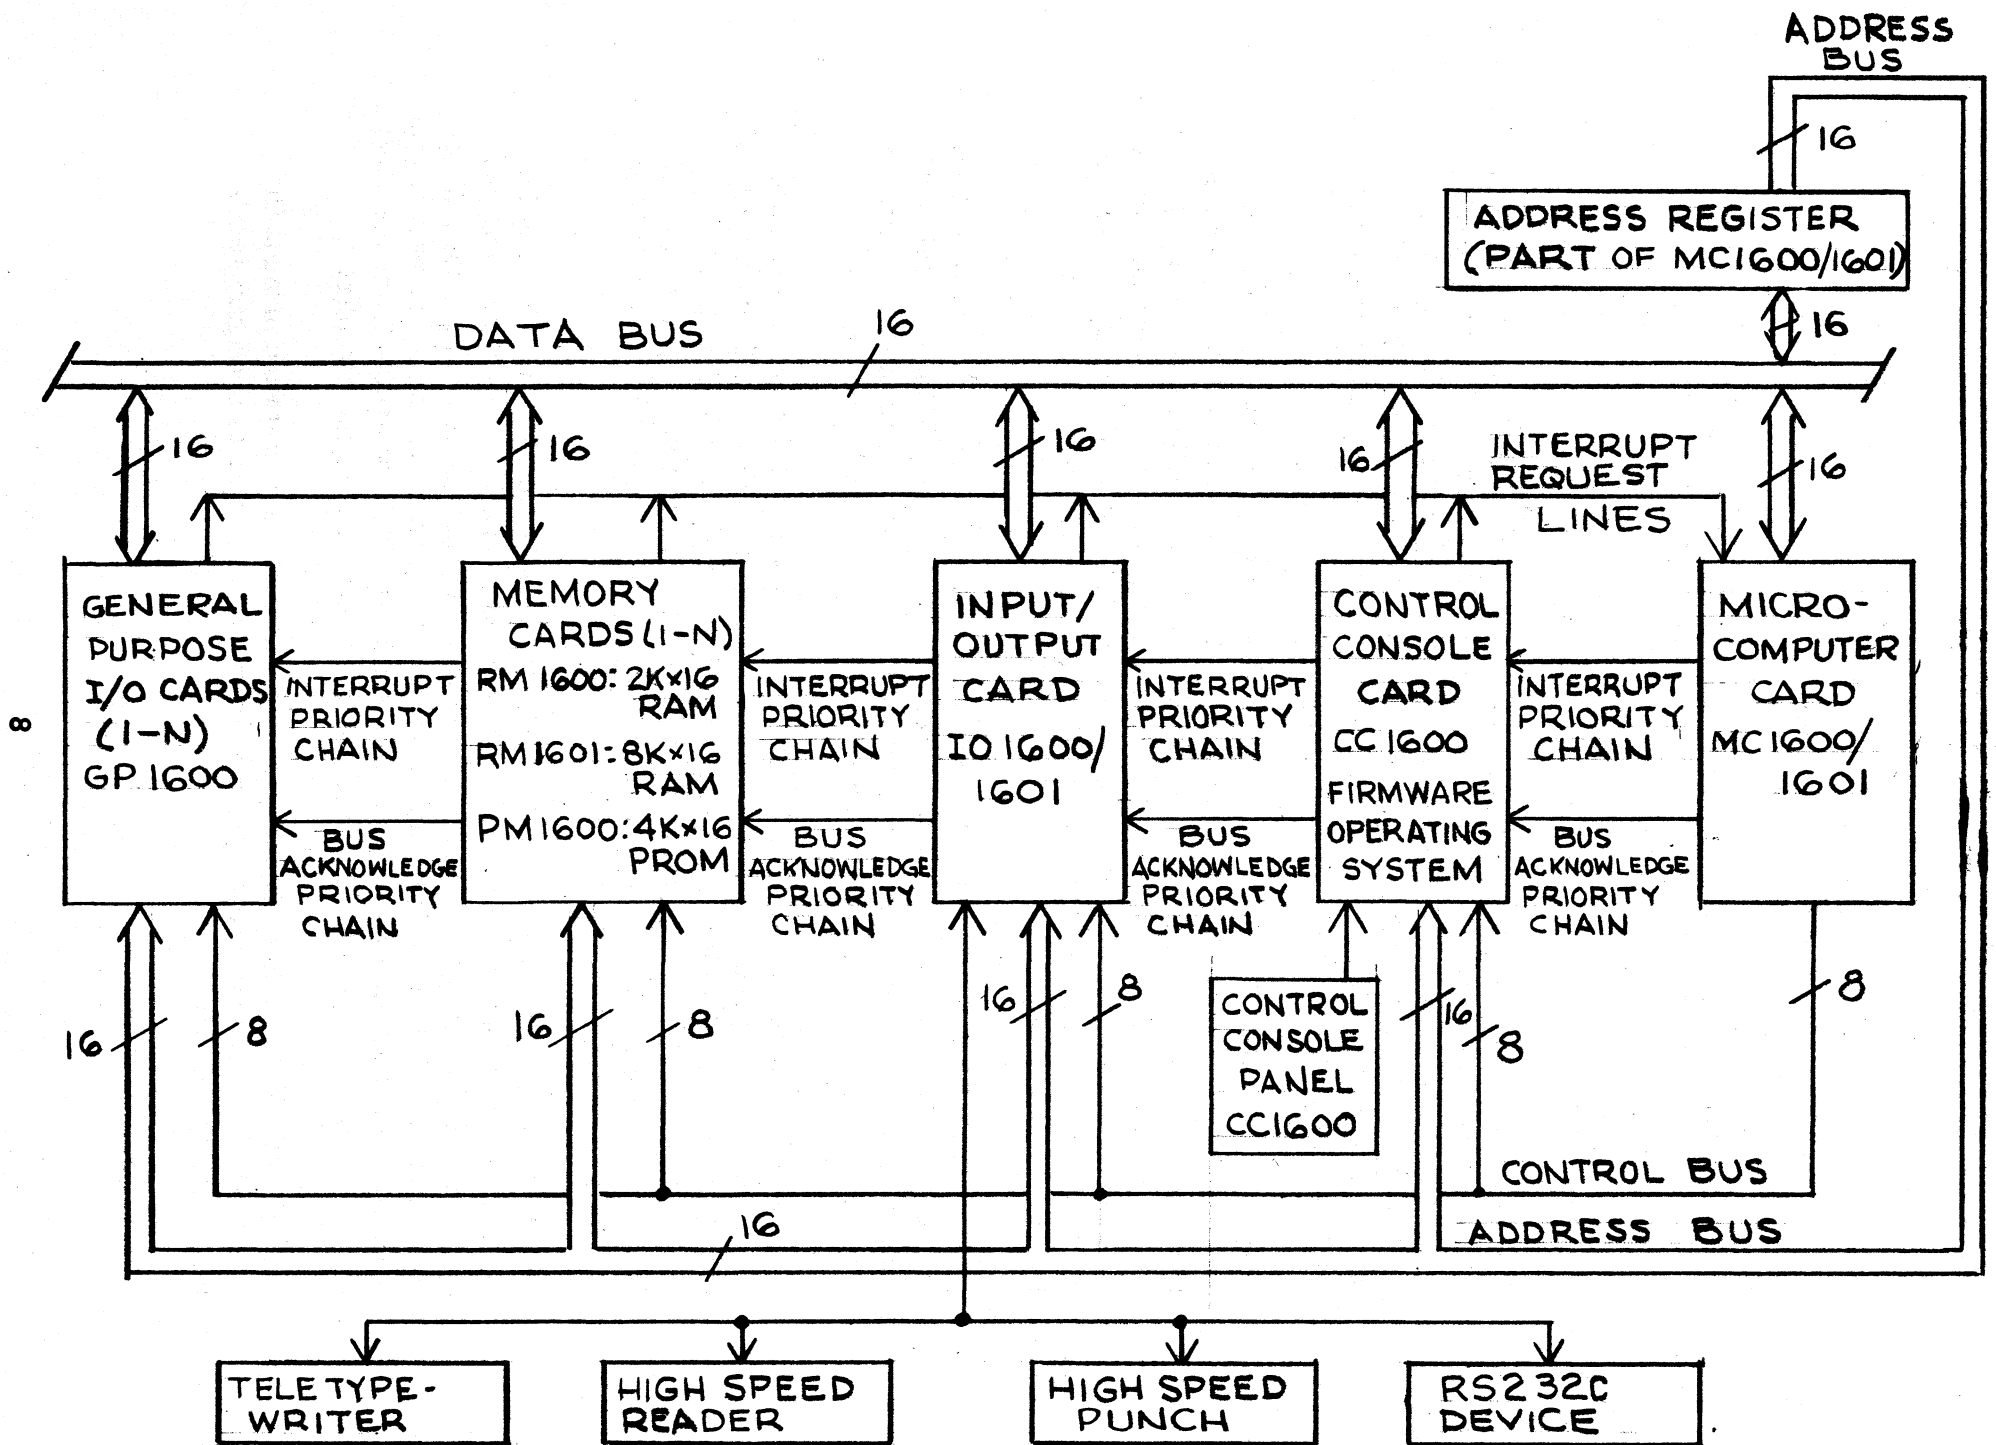 ADDRESS
BUS
16
ADDRESS REGISTER
(PART OF MC1600/1601)
16
DATA BUS
16
16
16
16
16
16
INTERRUPT
REQUEST
LINES
GENERAL
PURPOSE
I/O CARDS
(1-N)
GP 1600
INTERRUPT
PRIORITY
CHAIN
BUS
ACKNOWLEDGE
PRIORITY
CHAIN
MEMORY
CARDS (1-N)
RM 1600: 2K×16
RAM
RM 1601: 8K×16
RAM
PM 1600: 4K×16
PROM
INTERRUPT
PRIORITY
CHAIN
BUS
ACKNOWLEDGE
PRIORITY
CHAIN
INPUT/
OUTPUT
CARD
IO 1600/
1601
INTERRUPT
PRIORITY
CHAIN
BUS
ACKNOWLEDGE
PRIORITY
CHAIN
CONTROL
CONSOLE
CARD
CC 1600
FIRMWARE
OPERATING
SYSTEM
INTERRUPT
PRIORITY
CHAIN
BUS
ACKNOWLEDGE
PRIORITY
CHAIN
MICRO-
COMPUTER
CARD
MC 1600/
1601
8
16
8
16
8
16
8
CONTROL
CONSOLE
PANEL
CC1600
16
8
8
CONTROL BUS
ADDRESS BUS
16
TELETYPE-
WRITER
HIGH SPEED
READER
HIGH SPEED
PUNCH
RS232C
DEVICE